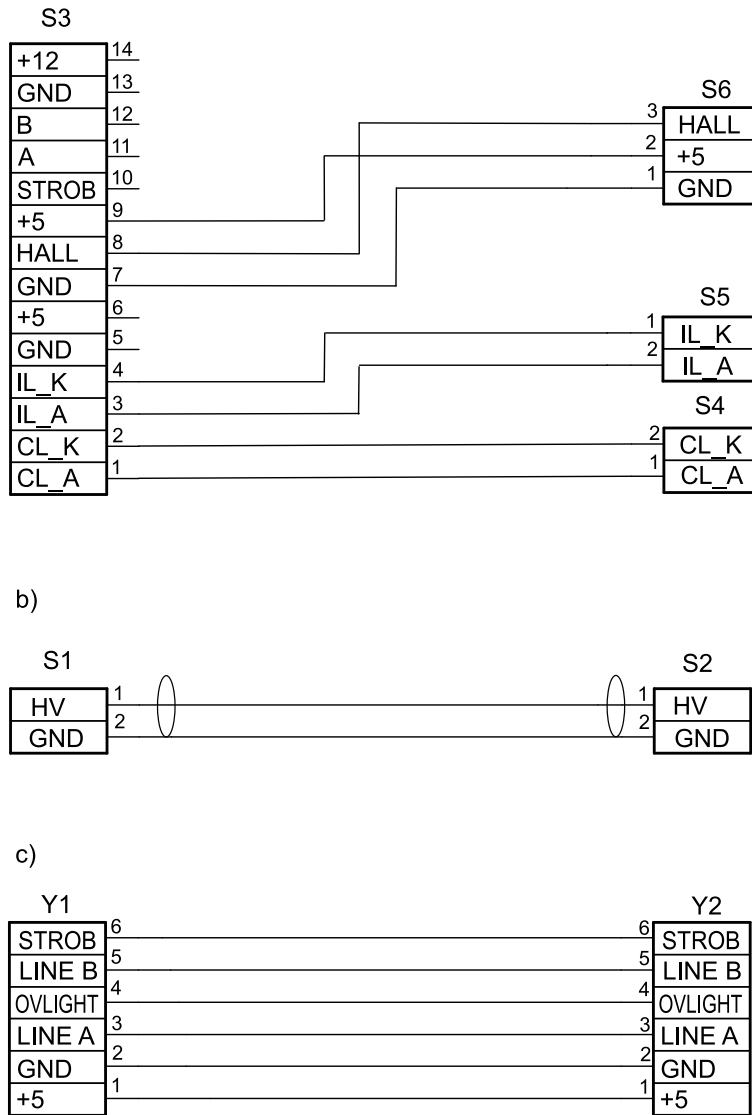 S3
+12 14
GND 13
B 12
A 11
STROB 10
+5 9
HALL 8
GND 7
+5 6
GND 5
IL_K 4
IL_A 3
CL_K 2
CL_A 1
S6
3 HALL
2 +5
1 GND
S5
1 IL_K
2 IL_A
S4
2 CL_K
1 CL_A
b)
S1
HV 1
GND 2
S2
1 HV
2 GND
c)
Y1
STROB 6
LINE B 5
OVLIGHT 4
LINE A 3
GND 2
+5 1
Y2
6 STROB
5 LINE B
4 OVLIGHT
3 LINE A
2 GND
1 +5